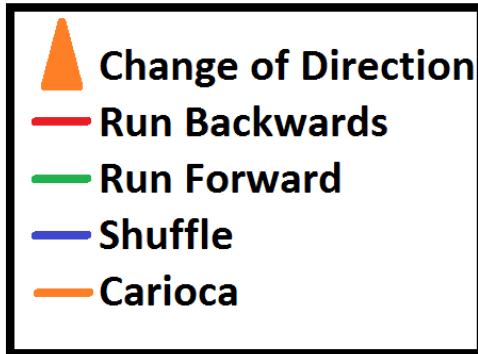 Change of Direction
Run Backwards
Run Forward
Shuffle
Carioca